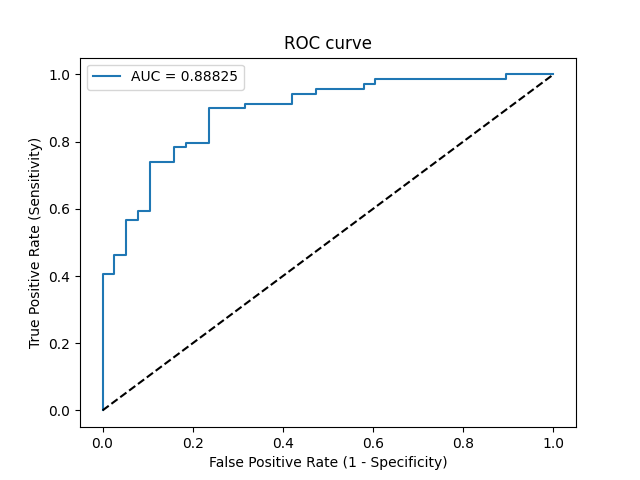 ROC curve
AUC = 0.88825
1.0
0.8
0.6
0.4
0.2
0.0
True Positive Rate (Sensitivity)
0.0 0.2 0.4 0.6 0.8 1.0
False Positive Rate (1 - Specificity)